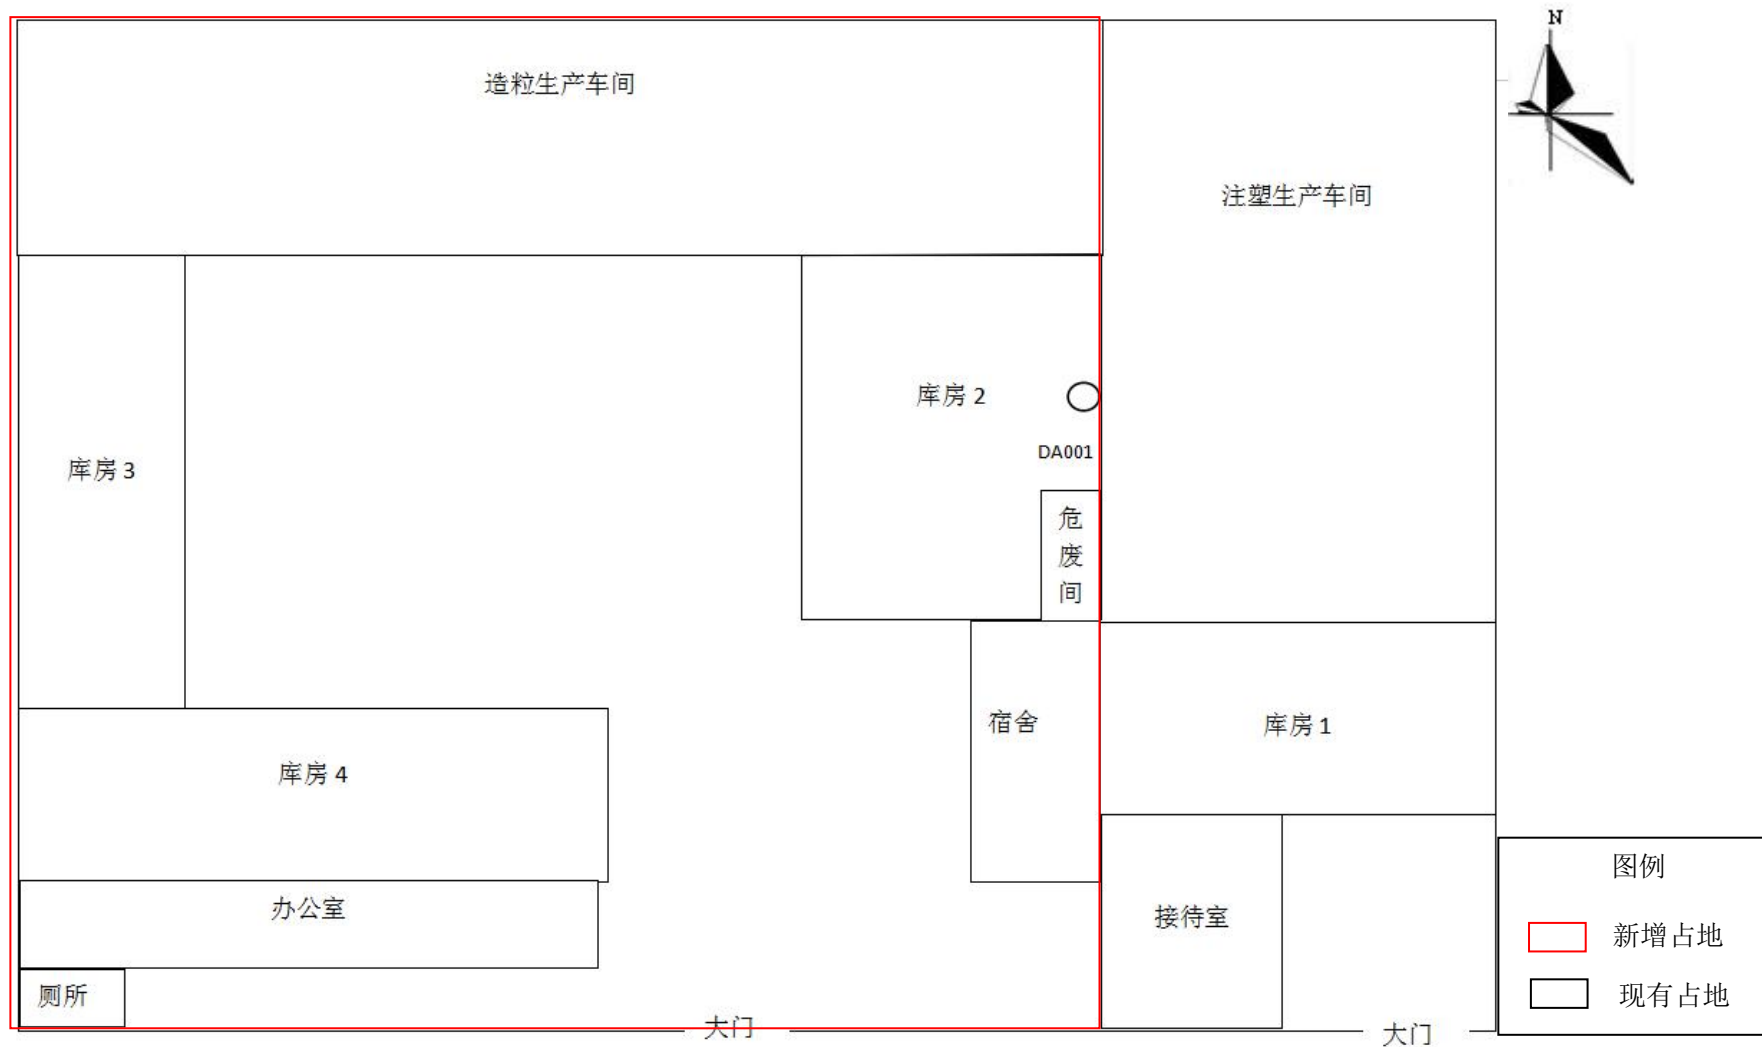 N
造粒生产车间
注塑生产车间
库房 2
DA001
库房 3
危
废
间
宿舍
库房 1
库房 4
图例
办公室
接待室
新增占地
厕所
现有占地
大门
大门